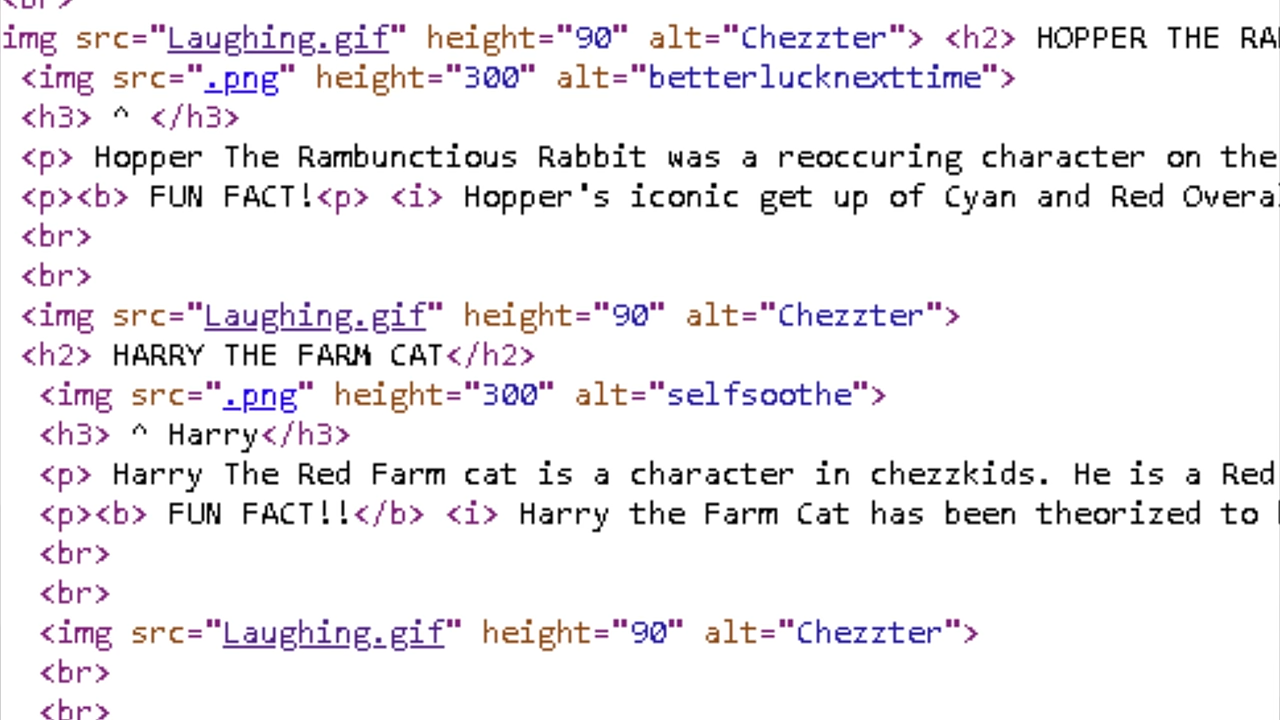 <br>
img src="Laughing.gif" height="90" alt="Chezzter"> <h2> HOPPER THE
<img src=".png" height="300" alt="betterlucknexttime">
<h3> ^ </h3>
<p> Hopper The Rambunctious Rabbit was a reoccuring character on the
<p><b> FUN FACT!<p> <i> Hopper's iconic get up of Cyan and Red
<br>
<br>
<img src="Laughing.gif" height="90" alt="Chezzter">
<h2> HARRY THE FARM CAT</h2>
<img src=".png" height="300" alt="selfsoothe">
<h3> ^ Harry</h3>
<p> Harry The Red Farm cat is a character in chezzkids. He is a Red
<p><b> FUN FACT!!</b> <i> Harry the Farm Cat has been theorized to
<br>
<br>
<img src="Laughing.gif" height="90" alt="Chezzter">
<br>
<br>